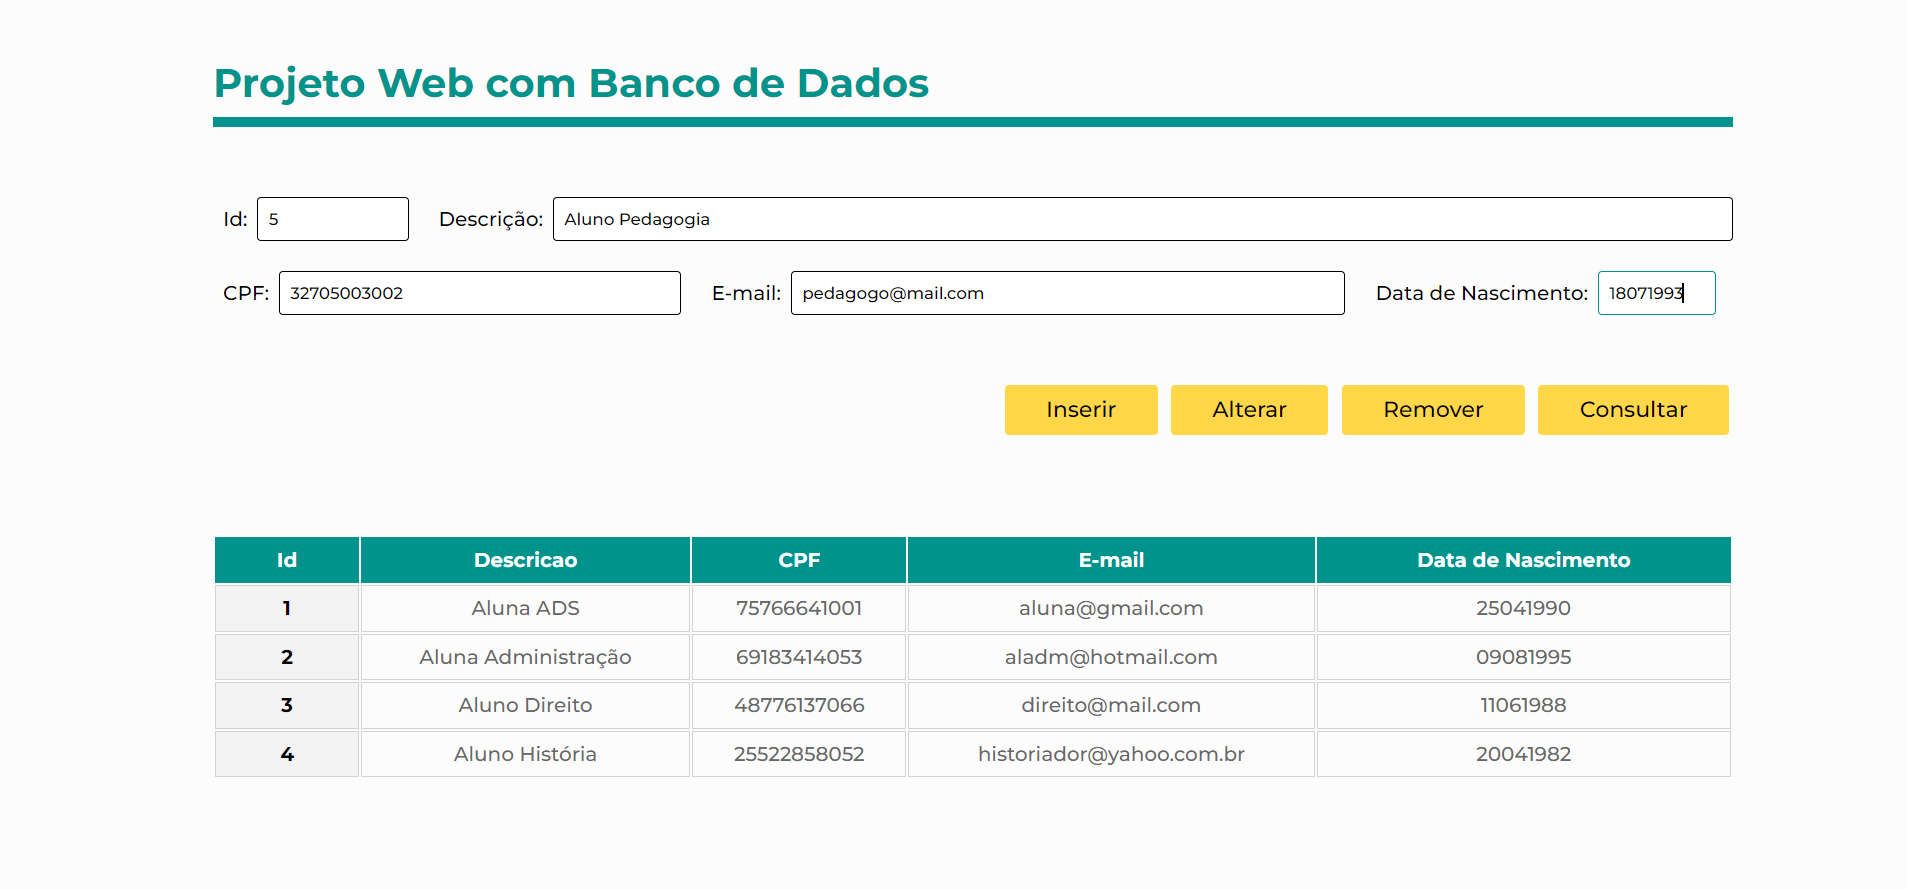 Projeto Web com Banco de Dados
Id: 5 Descrição: Aluno Pedagogia
CPF: 32705003002 E-mail: pedagogo@mail.com Data de Nascimento: 18071993
Inserir Alterar Remover Consultar
Id Descricao CPF E-mail Data de Nascimento
1 Aluna ADS 75766641001 aluna@gmail.com 25041990
2 Aluna Administração 69183414053 aladm@hotmail.com 09081995
3 Aluno Direito 48776137066 direito@mail.com 11061988
4 Aluno História 25522858052 historiador@yahoo.com.br 20041982